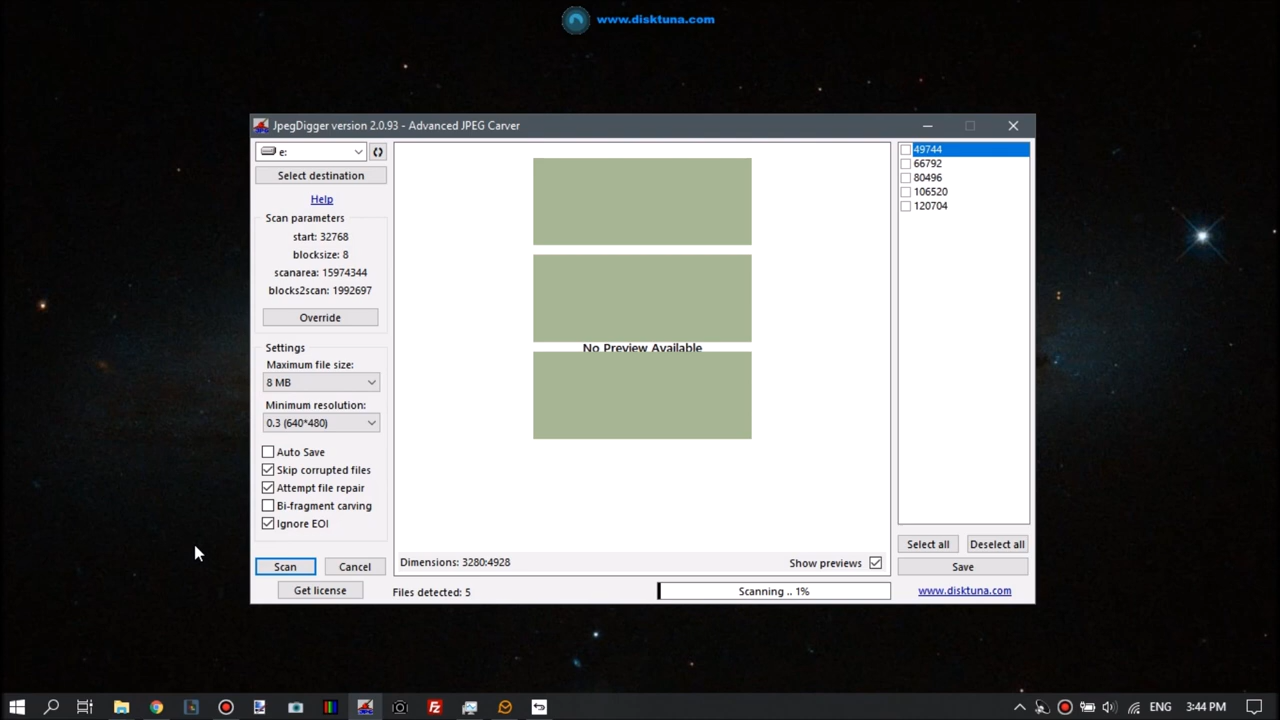 www.disktuna.com
JpegDigger version 2.0.93 - Advanced JPEG Carver
e:
Select destination
Help
Scan parameters
start: 32768
blocksize: 8
scanarea: 15974344
blocks2scan: 1992697
Override
Settings
Maximum file size:
8 MB
Minimum resolution:
0.3 (640*480)
Auto Save
Skip corrupted files
Attempt file repair
Bi-fragment carving
Ignore EOI
Scan
Cancel
Get license
No Preview Available
Dimensions: 3280:4928
Show previews
Files detected: 5
Scanning .. 1%
49744
66792
80496
106520
120704
Select all
Deselect all
Save
www.disktuna.com
ENG
3:44 PM